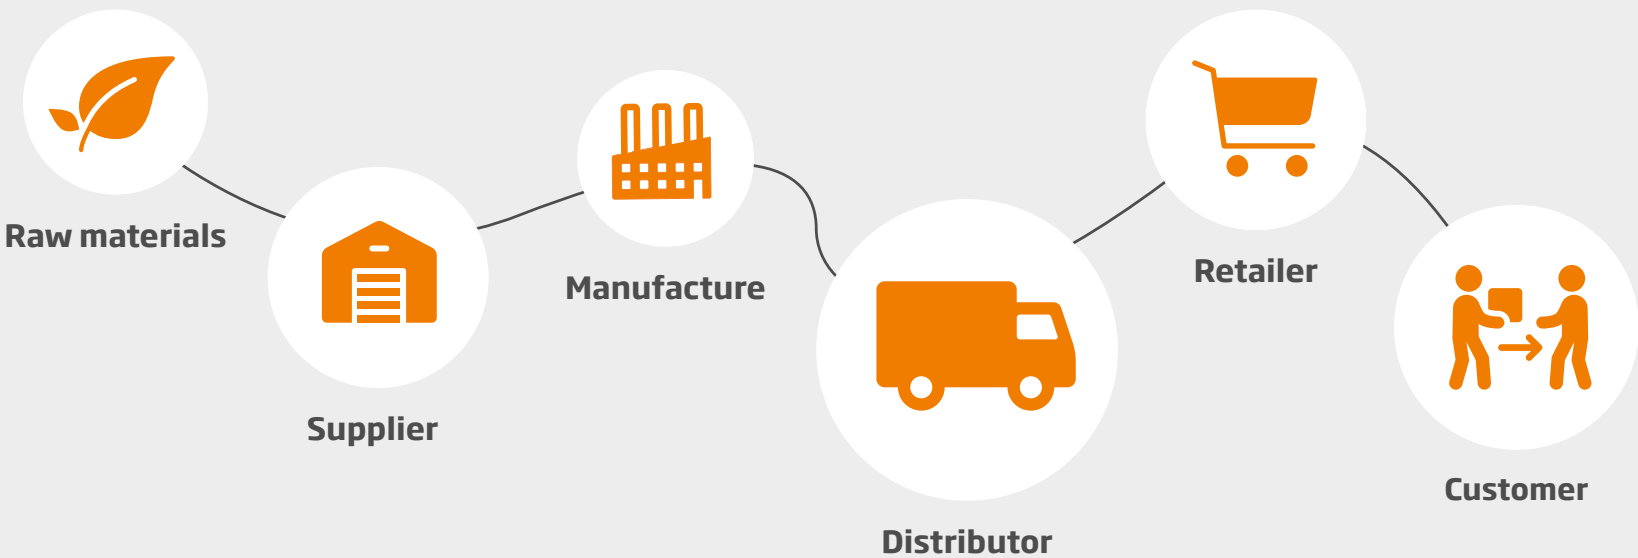 Raw materials
Supplier
Manufacture
Distributor
Retailer
Customer